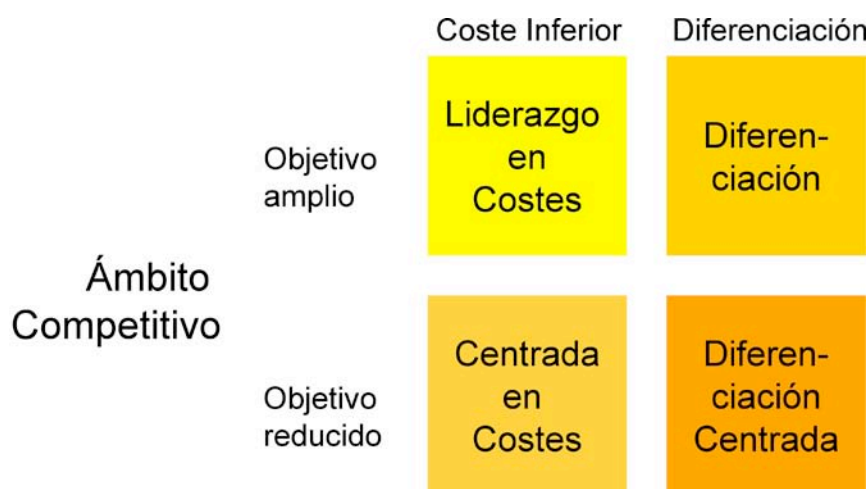 Coste Inferior
Diferenciación
Liderazgo
en
Costes
Diferen-
ciación
Objetivo
amplio
Ámbito
Competitivo
Centrada
en
Costes
Diferen-
ciación
Centrada
Objetivo
reducido